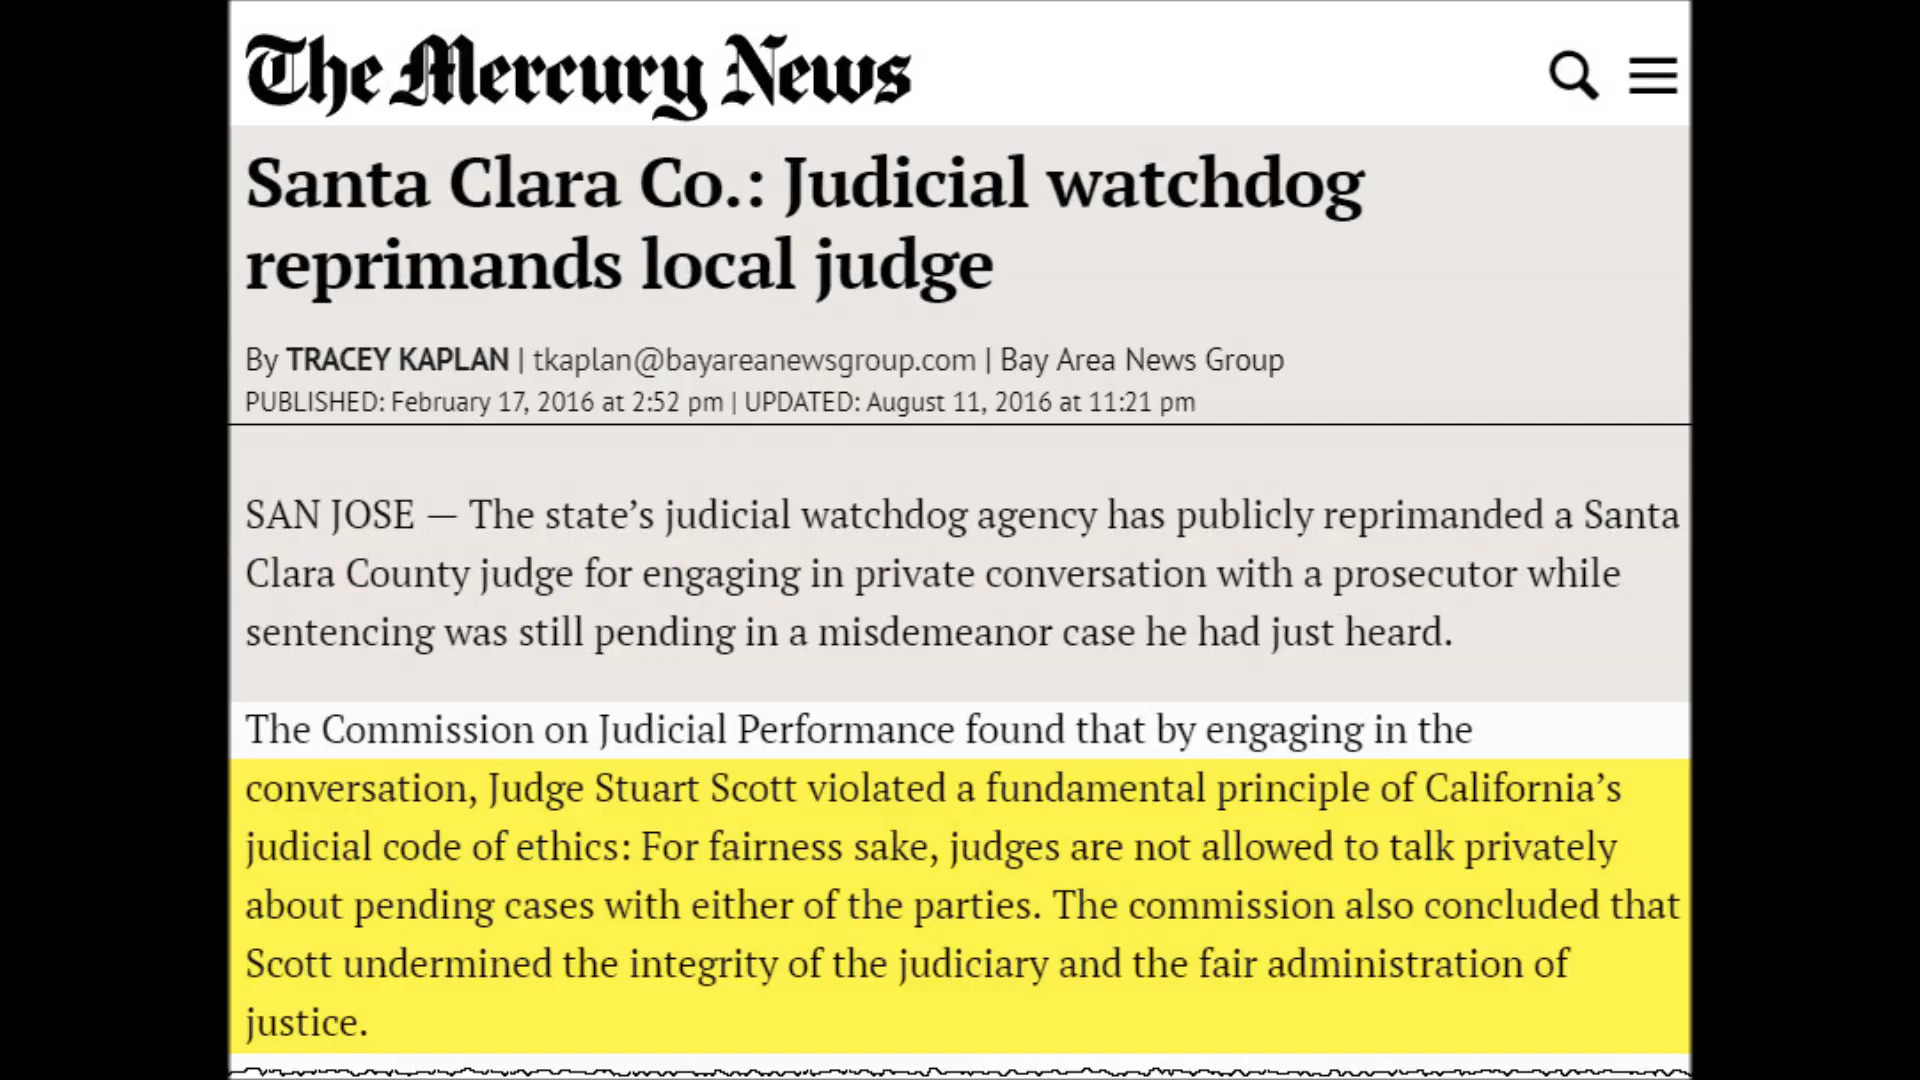 The Mercury News
Santa Clara Co.: Judicial watchdog
reprimands local judge
By TRACEY KAPLAN | tkaplan@bayareanewsgroup.com | Bay Area News Group
PUBLISHED: February 17, 2016 at 2:52 pm | UPDATED: August 11, 2016 at 11:21 pm
SAN JOSE — The state’s judicial watchdog agency has publicly reprimanded a Santa
Clara County judge for engaging in private conversation with a prosecutor while
sentencing was still pending in a misdemeanor case he had just heard.
The Commission on Judicial Performance found that by engaging in the
conversation, Judge Stuart Scott violated a fundamental principle of California’s
judicial code of ethics: For fairness sake, judges are not allowed to talk privately
about pending cases with either of the parties. The commission also concluded that
Scott undermined the integrity of the judiciary and the fair administration of
justice.